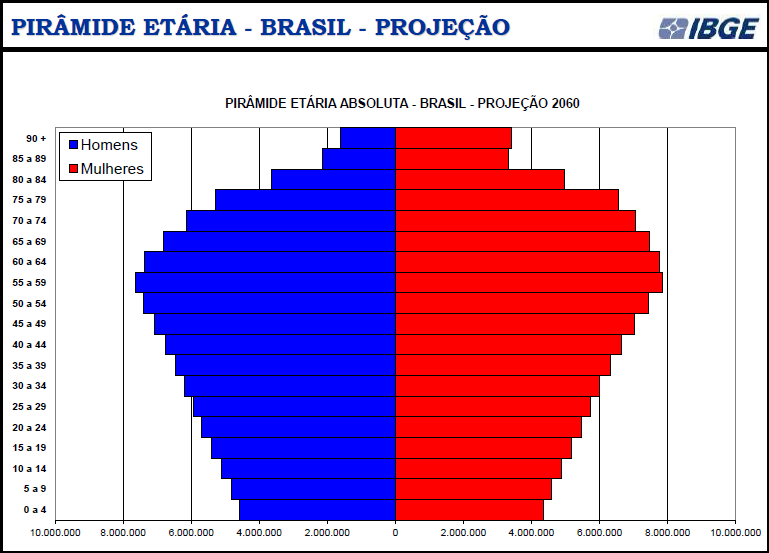 PIRÂMIDE ETÁRIA - BRASIL - PROJEÇÃO
IBGE
PIRÂMIDE ETÁRIA ABSOLUTA - BRASIL - PROJEÇÃO 2060
Homens
Mulheres
90 +
85 a 89
80 a 84
75 a 79
70 a 74
65 a 69
60 a 64
55 a 59
50 a 54
45 a 49
40 a 44
35 a 39
30 a 34
25 a 29
20 a 24
15 a 19
10 a 14
5 a 9
0 a 4
10.000.000 8.000.000 6.000.000 4.000.000 2.000.000 0 2.000.000 4.000.000 6.000.000 8.000.000 10.000.000